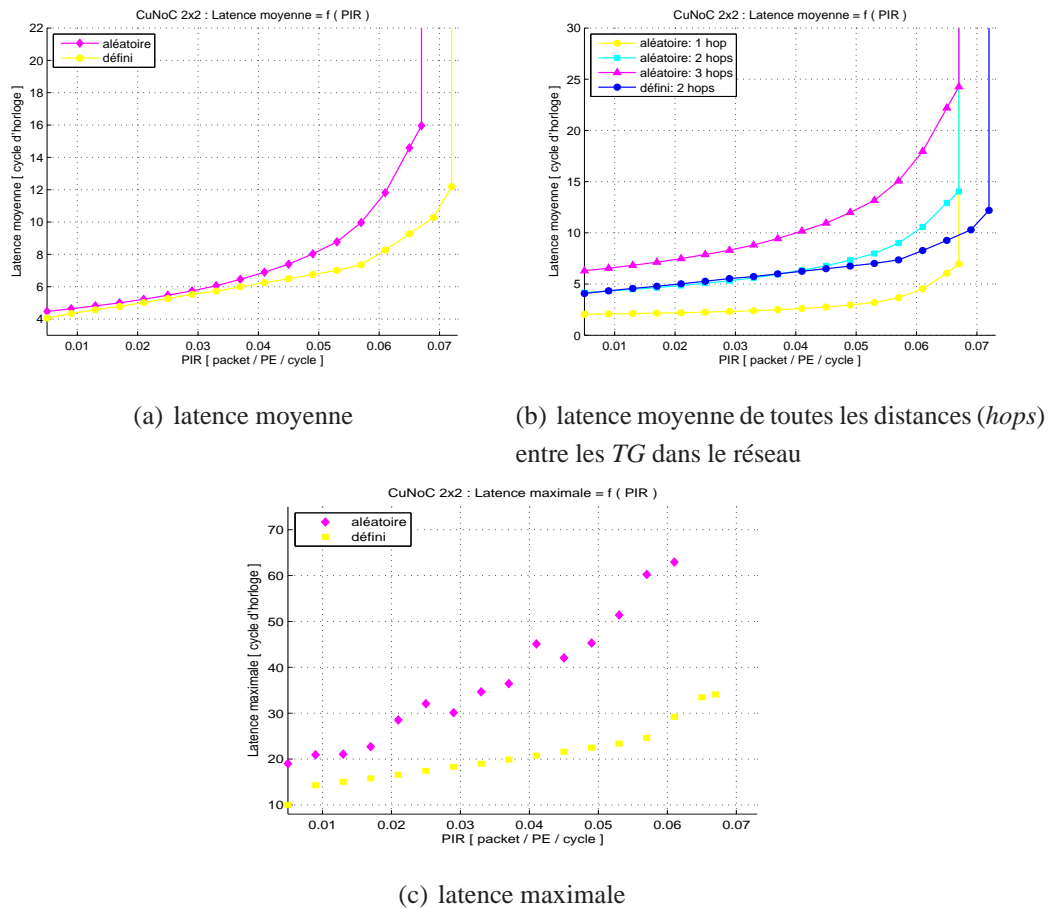 CuNoC 2x2 : Latence moyenne = f ( PIR )
22
20
18
16
14
12
10
8
6
4
Latence moyenne [ cycle d'horloge ]
aléatoire
défini
0.01 0.02 0.03 0.04 0.05 0.06 0.07
PIR [ packet / PE / cycle ]
(a) latence moyenne
CuNoC 2x2 : Latence moyenne = f ( PIR )
30
25
20
15
10
5
0
Latence moyenne [ cycle d'horloge ]
aléatoire: 1 hop
aléatoire: 2 hops
aléatoire: 3 hops
défini: 2 hops
0.01 0.02 0.03 0.04 0.05 0.06 0.07
PIR [ packet / PE / cycle ]
(b) latence moyenne de toutes les distances (hops)
entre les TG dans le réseau
CuNoC 2x2 : Latence maximale = f ( PIR )
70
60
50
40
30
20
10
Latence maximale [ cycle d'horloge ]
aléatoire
défini
0.01 0.02 0.03 0.04 0.05 0.06 0.07
PIR [ packet / PE / cycle ]
(c) latence maximale